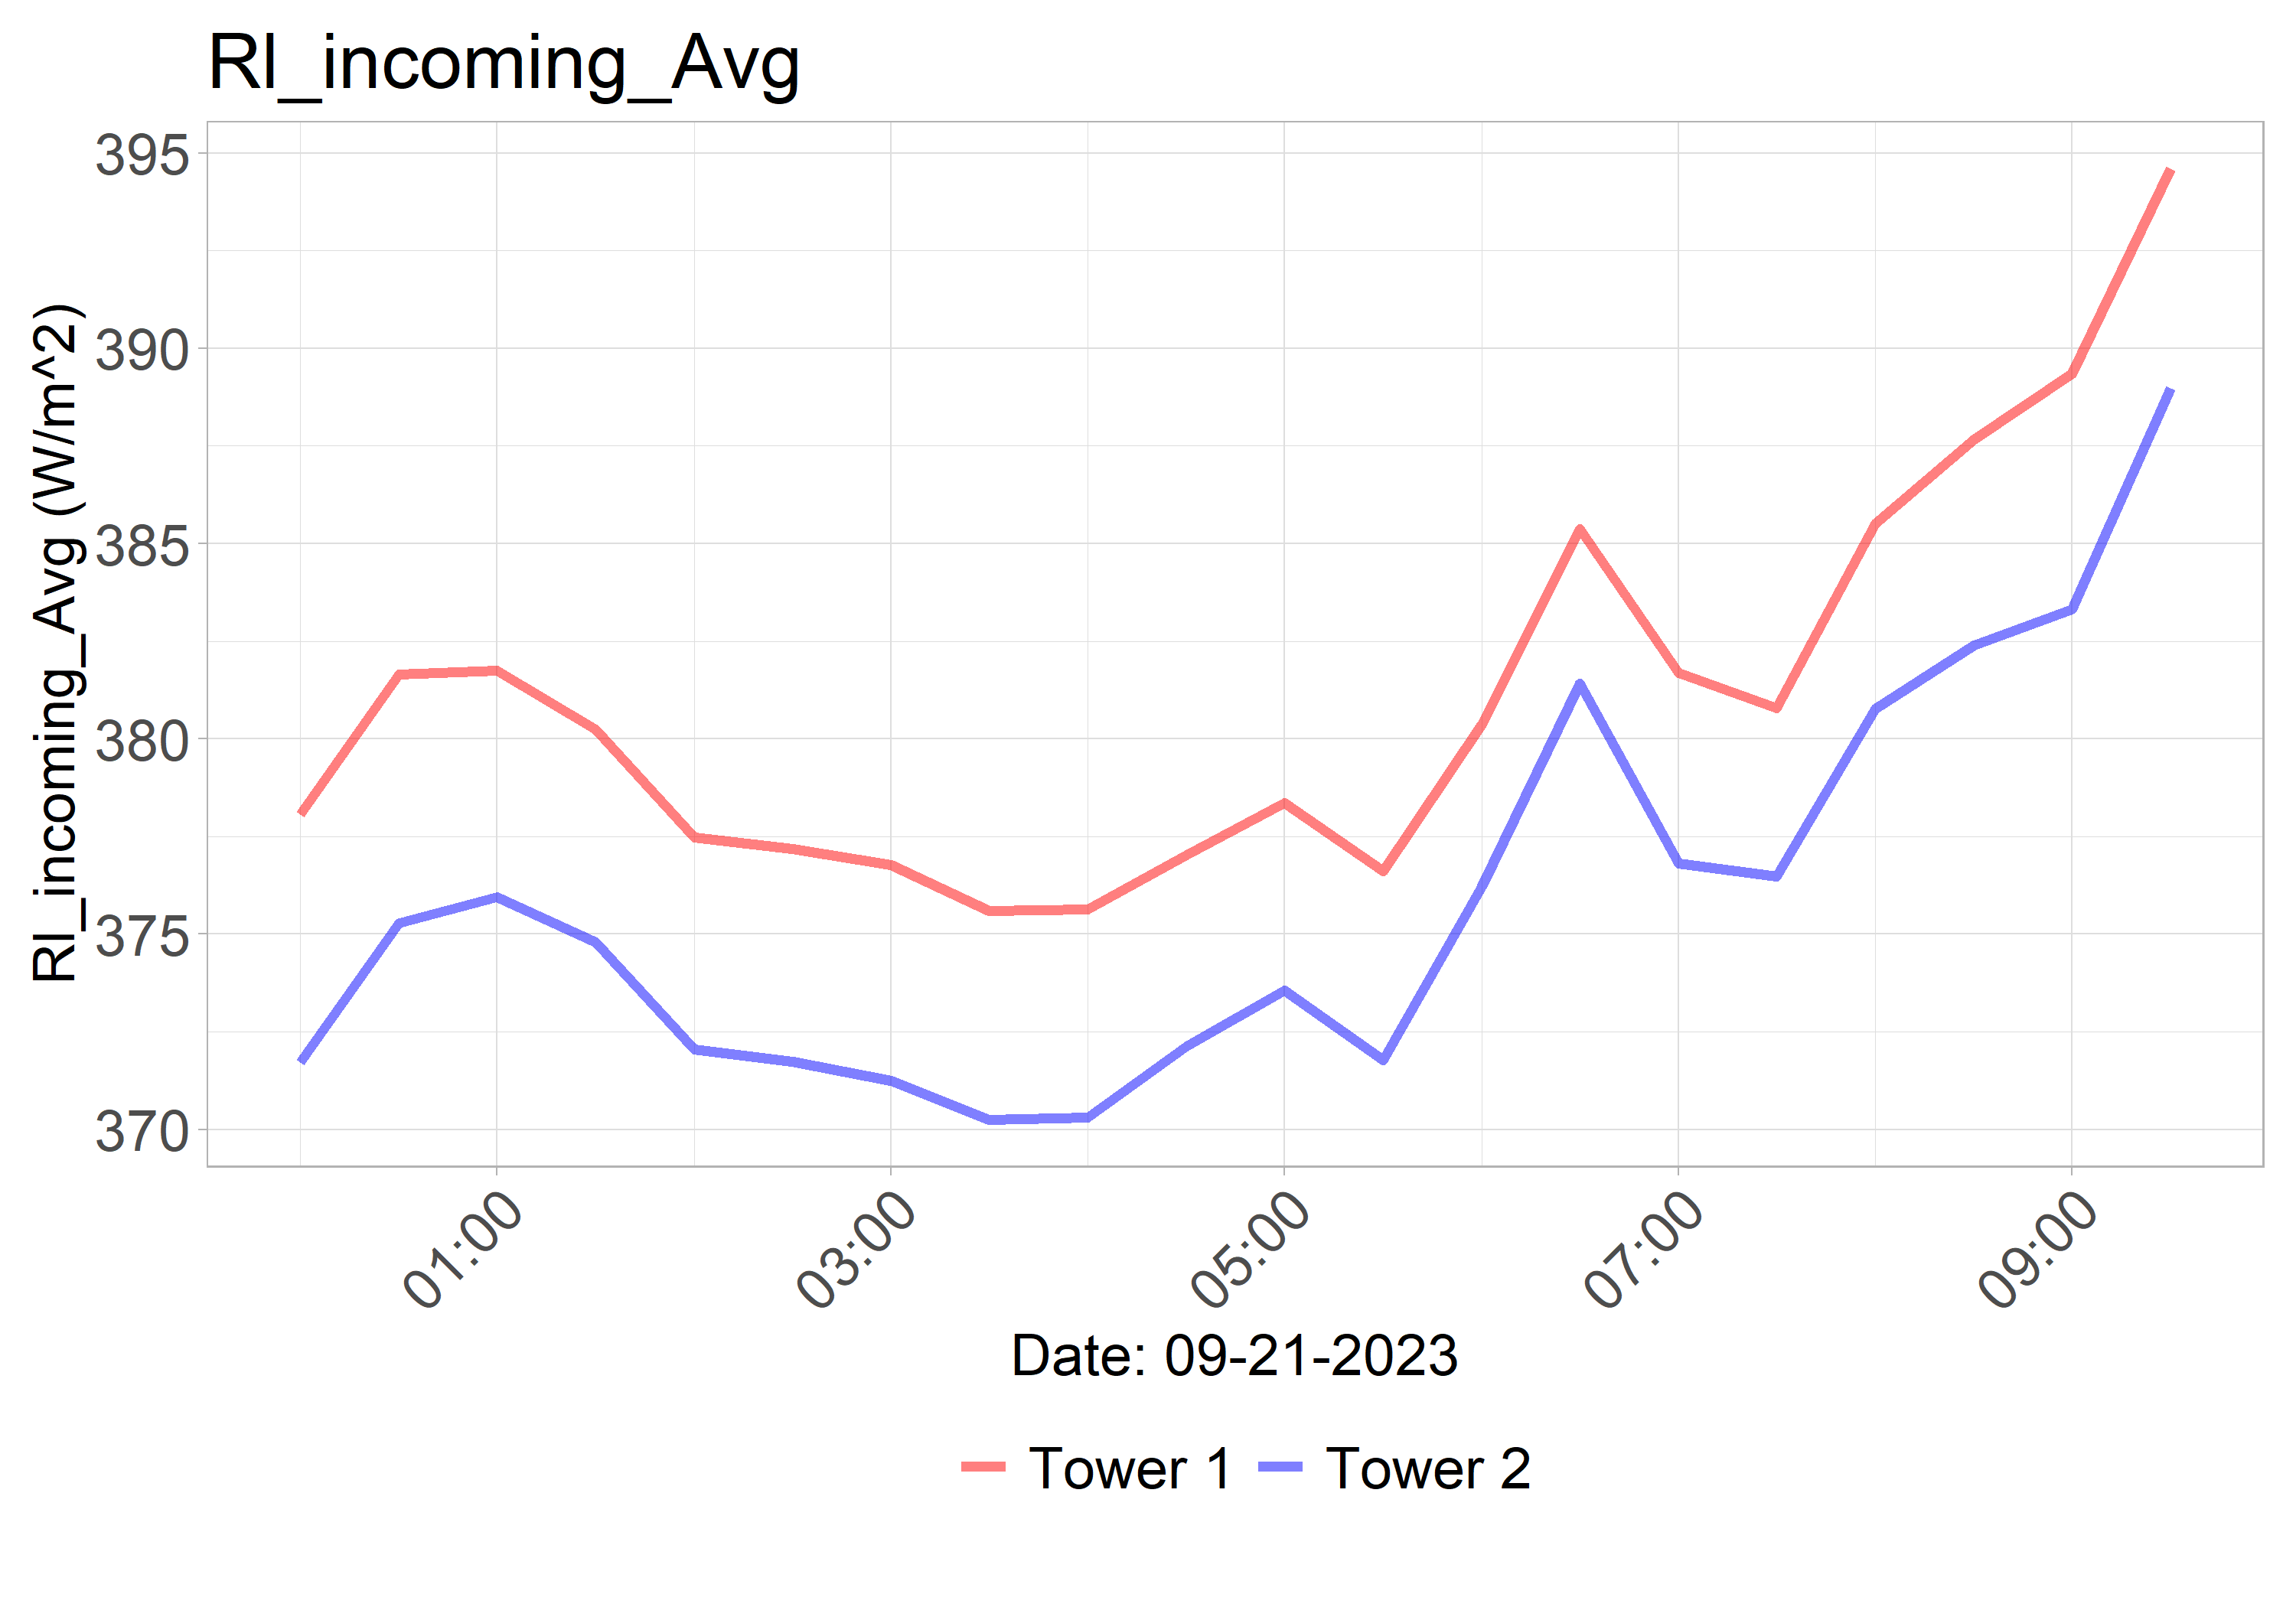 Rl_incoming_Avg
Rl_incoming_Avg (W/m^2)
395
390
385
380
375
370
01:00
03:00
05:00
07:00
09:00
Date: 09-21-2023
Tower 1
Tower 2